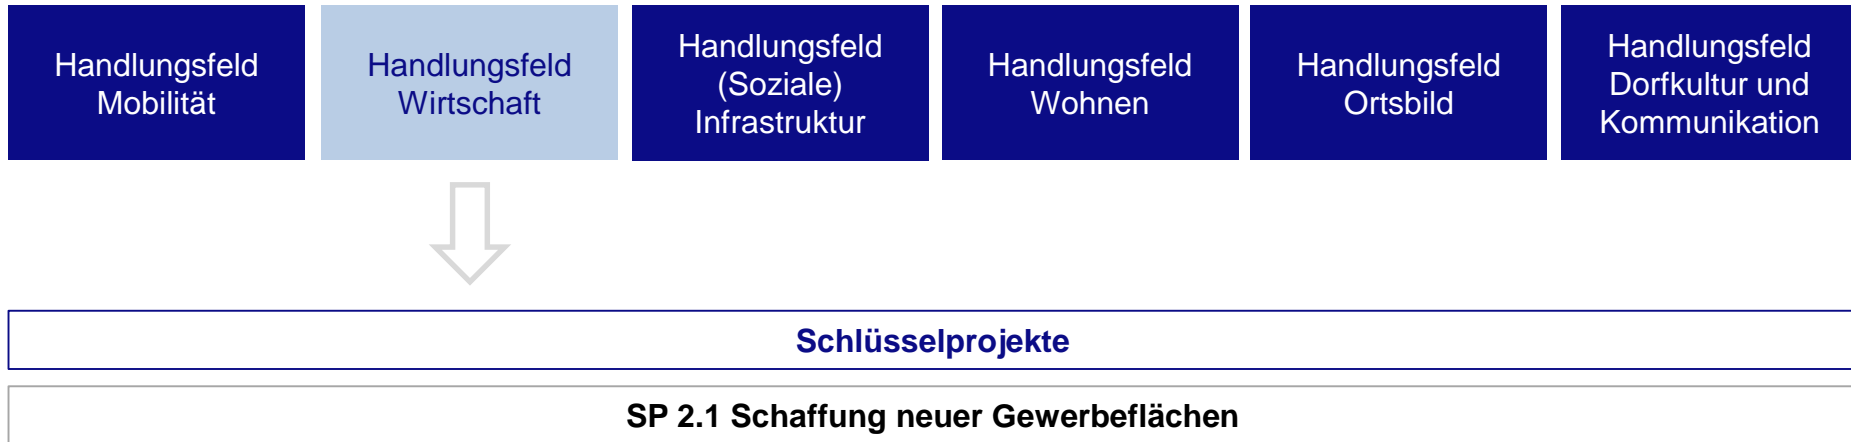 Handlungsfeld
Mobilität
Handlungsfeld
Wirtschaft
Handlungsfeld
(Soziale)
Infrastruktur
Handlungsfeld
Wohnen
Handlungsfeld
Ortsbild
Handlungsfeld
Dorfkultur und
Kommunikation
Schlüsselprojekte
SP 2.1 Schaffung neuer Gewerbeflächen